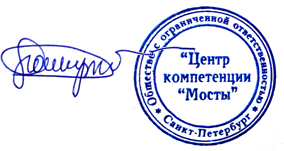 Общество с ограниченной ответственностью
"Центр
компетенции
"Мосты"
* Санкт-Петербург *